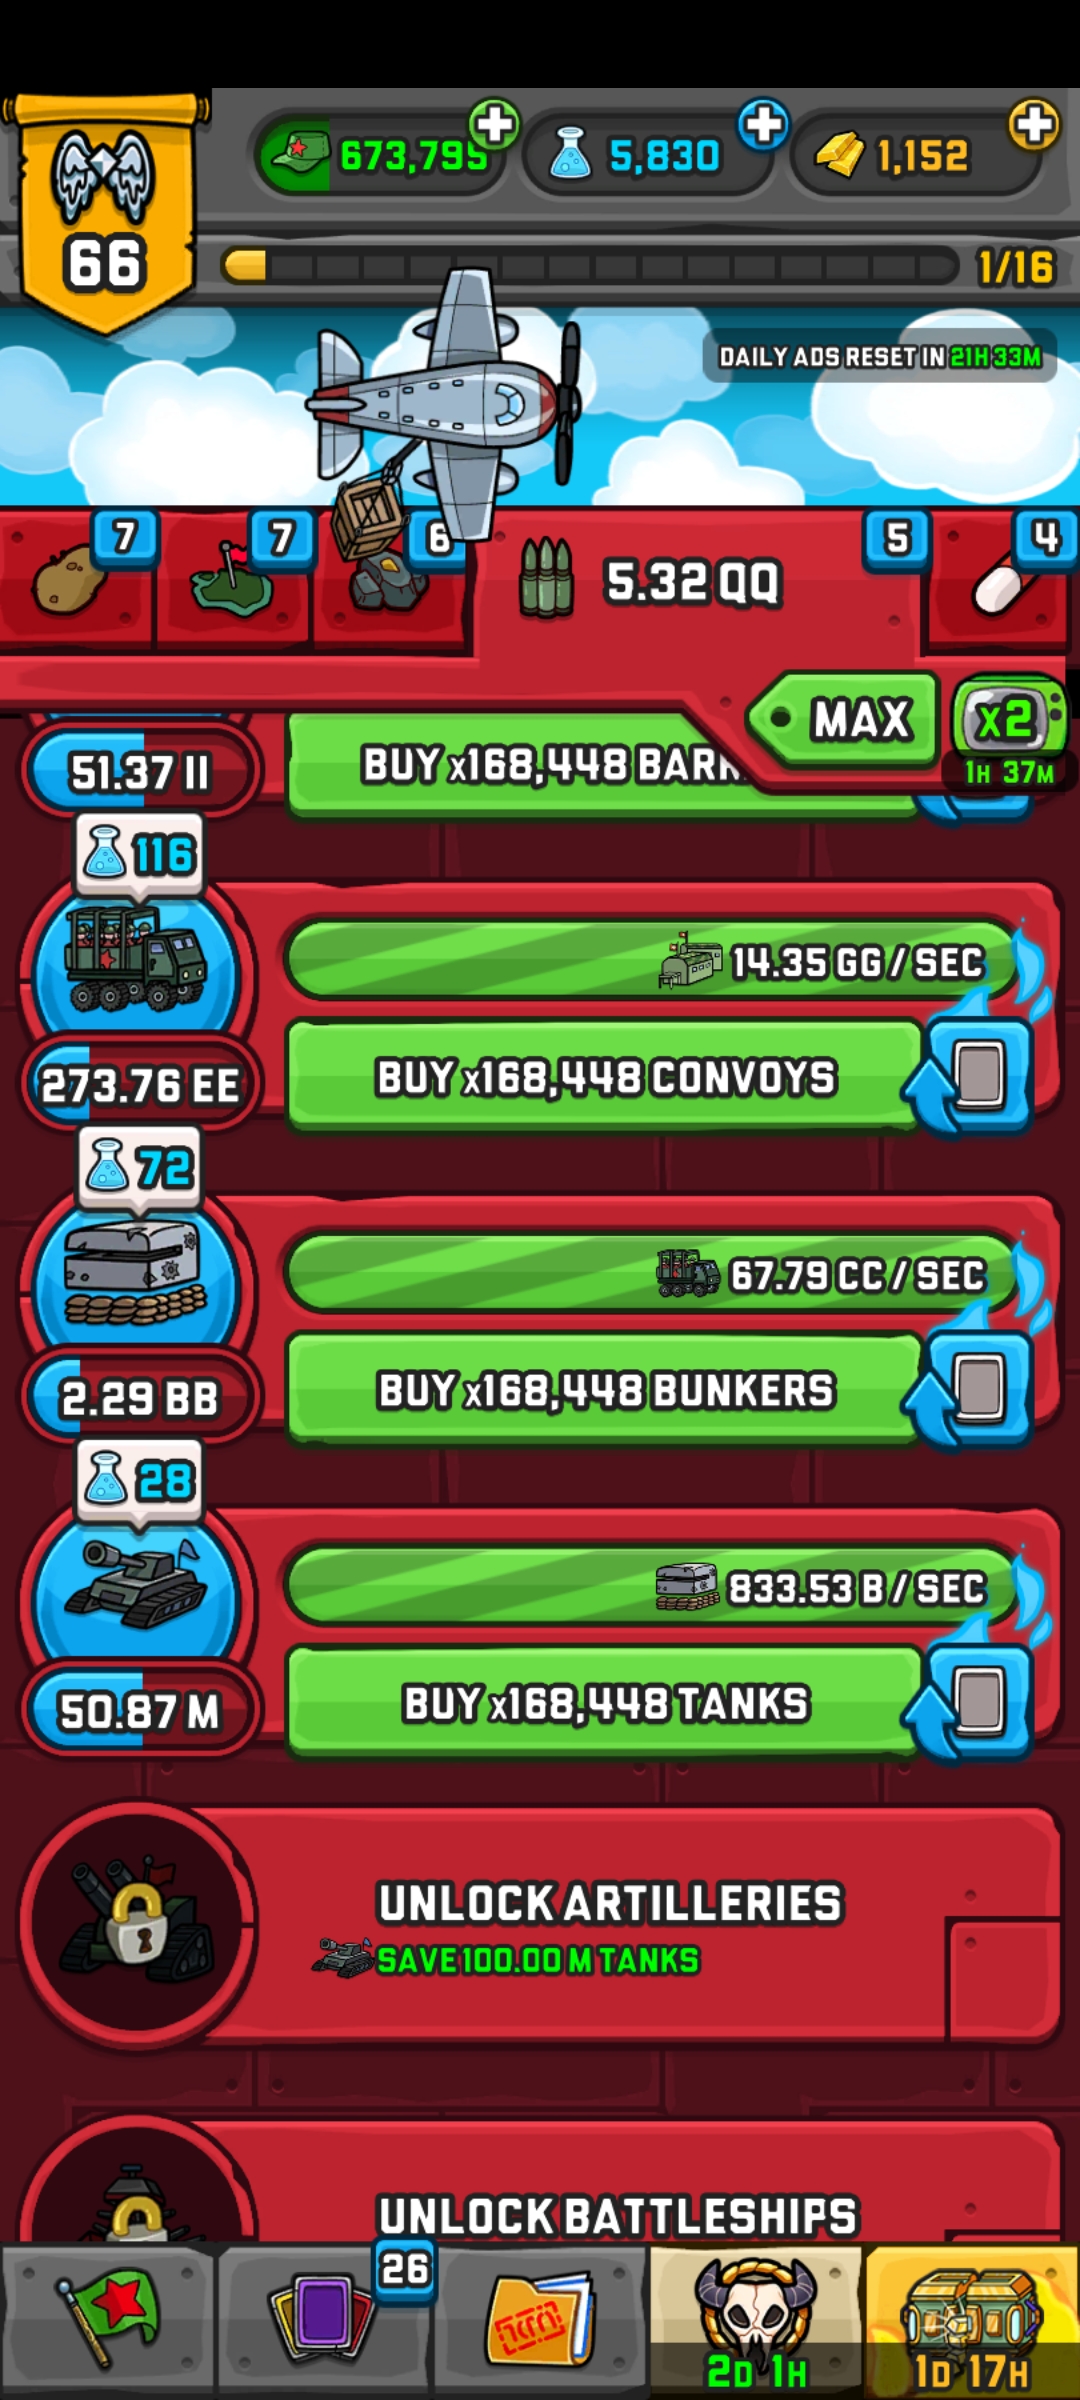 673,795
5,830
1,152
66
1/16
DAILY ADS RESET IN 21H 33M
7
7
6
5
4
5.32 QQ
MAX
X2
1H 37M
51.37 II
BUY x168,448
116
14.35 GG / SEC
273.76 EE
BUY x168,448 CONVOYS
72
67.79 CC / SEC
2.29 BB
BUY x168,448 BUNKERS
28
833.53 B / SEC
50.87 M
BUY x168,448 TANKS
UNLOCK ARTILLERIES
SAVE 100.00 M TANKS
UNLOCK BATTLESHIPS
26
2D 1H
1D 17H